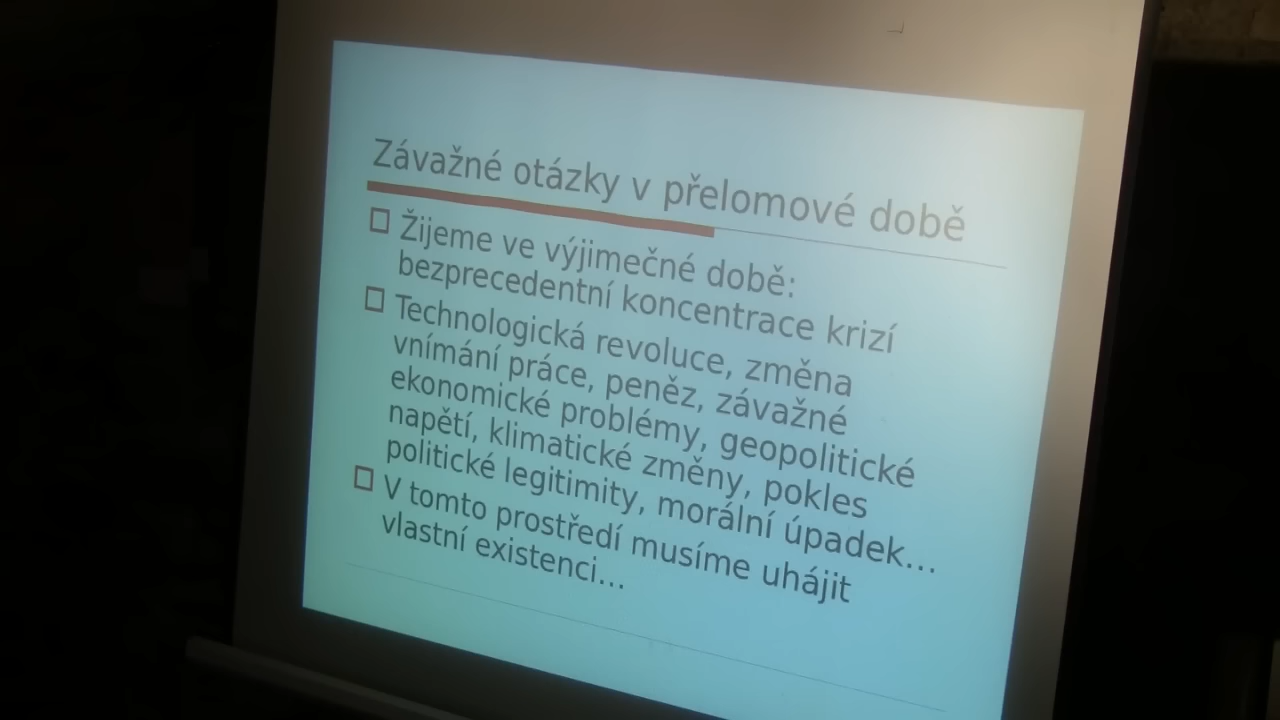 Závažné otázky v přelomové době
Žijeme ve výjimečné době:
bezprecedentní koncentrace krizí
Technologická revoluce, změna
vnímání práce, peněz, závažné
ekonomické problémy, geopolitické
napětí, klimatické změny, pokles
politické legitimity, morální úpadek…
V tomto prostředí musíme uhájit
vlastní existenci…